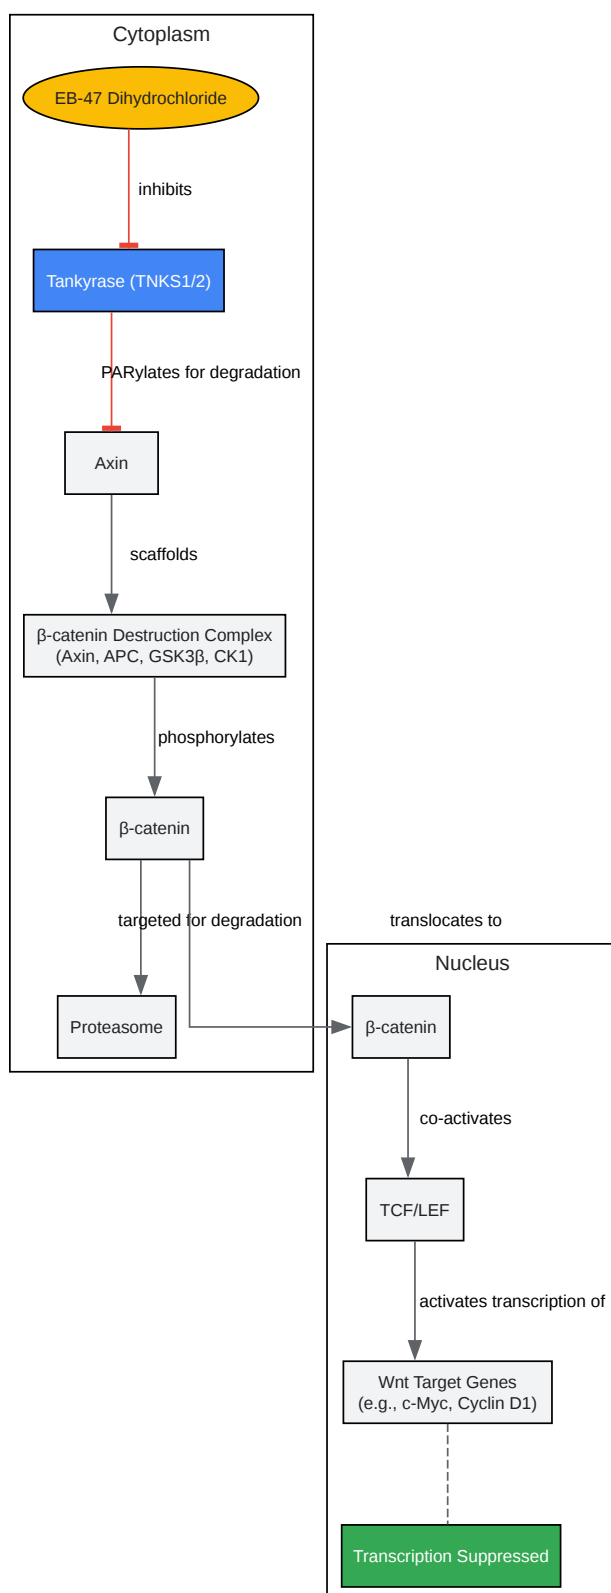 Cytoplasm
EB-47 Dihydrochloride
inhibits
Tankyrase (TNKS1/2)
PARylates for degradation
Axin
scaffolds
β-catenin Destruction Complex
(Axin, APC, GSK3β, CK1)
phosphorylates
β-catenin
targeted for degradation
translocates to
Proteasome
Nucleus
β-catenin
co-activates
TCF/LEF
activates transcription of
Wnt Target Genes
(e.g., c-Myc, Cyclin D1)
Transcription Suppressed